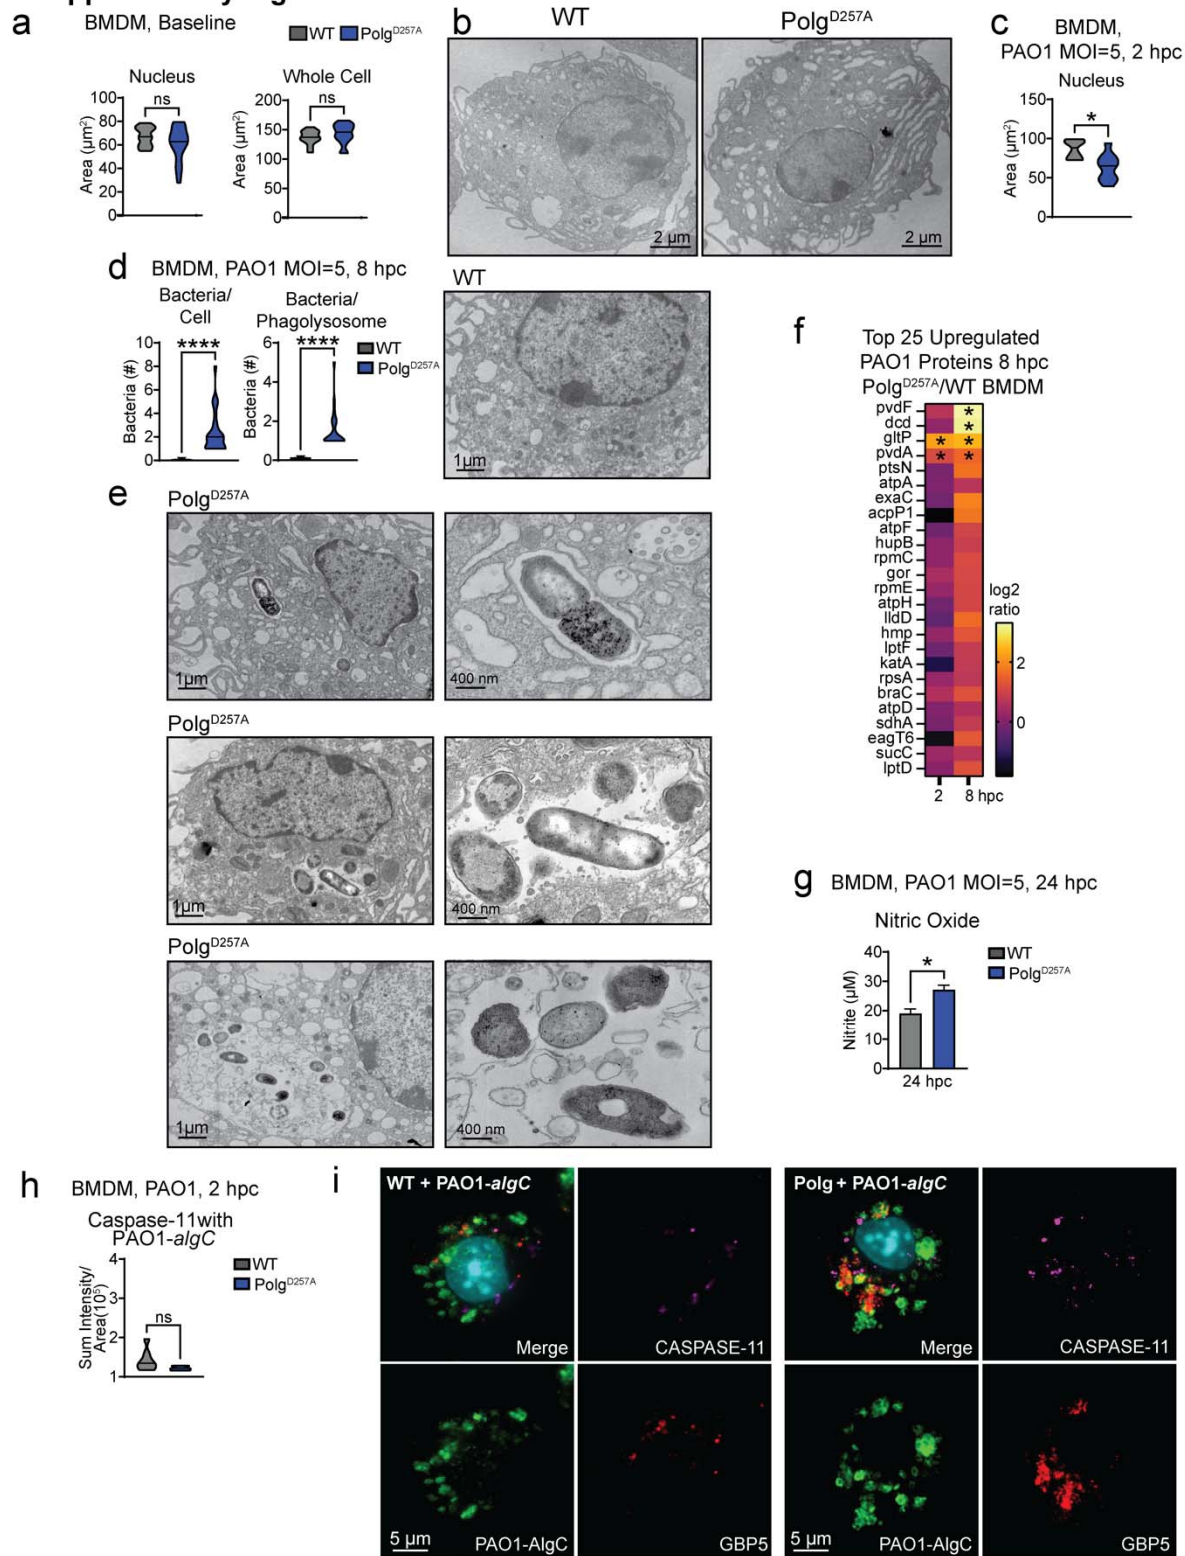 a
BMDM, Baseline
WT
Polg^D257A
Nucleus
ns
Area (µm²)
100
80
60
40
20
0
Whole Cell
ns
Area (µm²)
200
150
100
50
0
b
WT
Polg^D257A
2 µm
2 µm
c
BMDM,
PAO1 MOI=5, 2 hpc
Nucleus
*
Area (µm²)
150
100
50
0
d
BMDM, PAO1 MOI=5, 8 hpc
Bacteria/
Cell
****
Bacteria (#)
10
8
6
4
2
0
Bacteria/
Phagolysosome
****
Bacteria (#)
6
4
2
0
WT
Polg^D257A
WT
1µm
e
Polg^D257A
1µm
400 nm
Polg^D257A
1µm
400 nm
Polg^D257A
1µm
400 nm
f
Top 25 Upregulated
PAO1 Proteins 8 hpc
Polg^D257A/WT BMDM
pvdF *
dcd *
gltP * *
pvdA * *
ptsN
atpA
exaC
acpP1
atpF
hupB
rpmC
gor
rpmE
atpH
lldD
hmp
lptF
katA
rpsA
braC
atpD
sdhA
eagT6
sucC
lptD
2 8 hpc
log2
ratio
2
0
g
BMDM, PAO1 MOI=5, 24 hpc
Nitric Oxide
WT
Polg^D257A
*
Nitrite (µM)
40
30
20
10
0
24 hpc
h
BMDM, PAO1, 2 hpc
Caspase-11with
PAO1-algC
WT
Polg^D257A
ns
Sum Intensity/
Area(10⁵)
4
3
2
1
i
WT + PAO1-algC
Merge
CASPASE-11
Polg + PAO1-algC
Merge
CASPASE-11
5 µm
PAO1-AlgC
GBP5
5 µm
PAO1-AlgC
GBP5